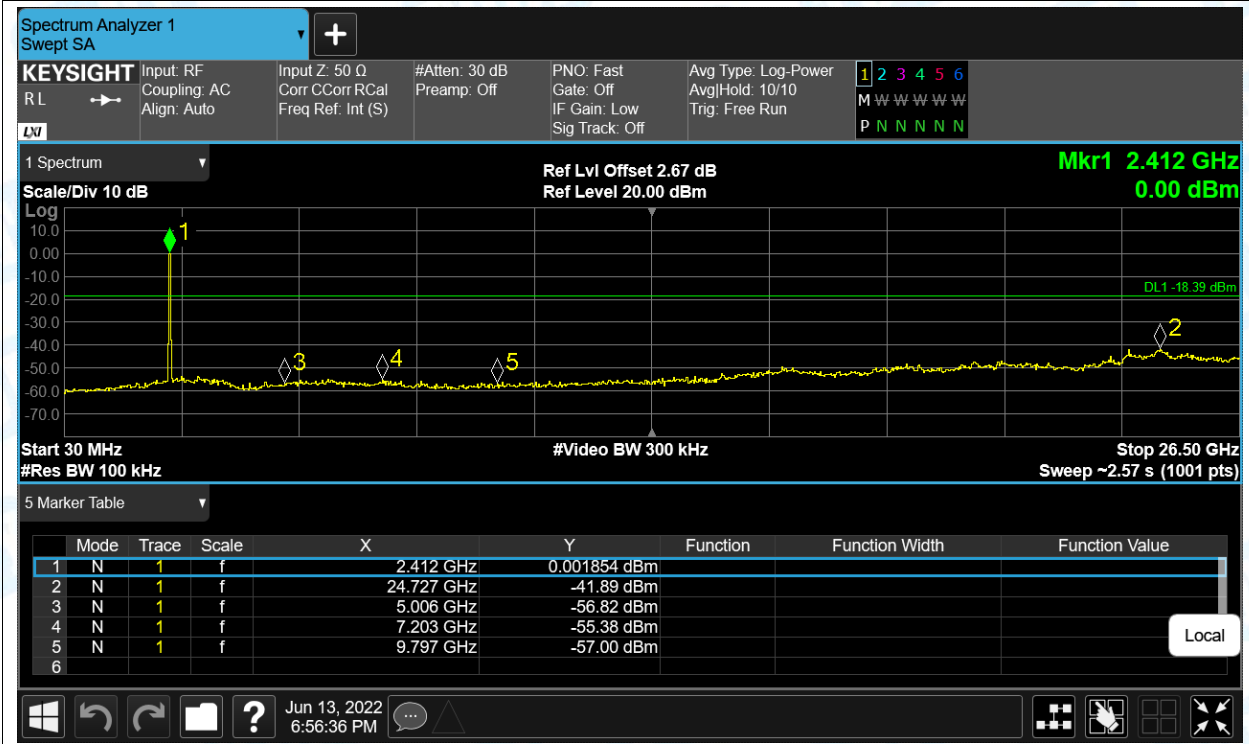 Spectrum Analyzer 1
Swept SA
+
KEYSIGHT
R L
LXI
Input: RF
Coupling: AC
Align: Auto
Input Z: 50 Ω
Corr CCorr RCal
Freq Ref: Int (S)
#Atten: 30 dB
Preamp: Off
PNO: Fast
Gate: Off
IF Gain: Low
Sig Track: Off
Avg Type: Log-Power
Avg|Hold: 10/10
Trig: Free Run
1 2 3 4 5 6
M W W W W W
P N N N N N
1 Spectrum
Scale/Div 10 dB
Ref Lvl Offset 2.67 dB
Ref Level 20.00 dBm
Mkr1 2.412 GHz
0.00 dBm
Log
10.0
0.00
-10.0
-20.0
-30.0
-40.0
-50.0
-60.0
-70.0
1
DL1 -18.39 dBm
2
3
4
5
Start 30 MHz
#Res BW 100 kHz
#Video BW 300 kHz
Stop 26.50 GHz
Sweep ~2.57 s (1001 pts)
5 Marker Table
Mode Trace Scale X Y Function Function Width Function Value
1 N 1 f 2.412 GHz 0.001854 dBm
2 N 1 f 24.727 GHz -41.89 dBm
3 N 1 f 5.006 GHz -56.82 dBm
4 N 1 f 7.203 GHz -55.38 dBm
5 N 1 f 9.797 GHz -57.00 dBm
6
Local
?
Jun 13, 2022
6:56:36 PM